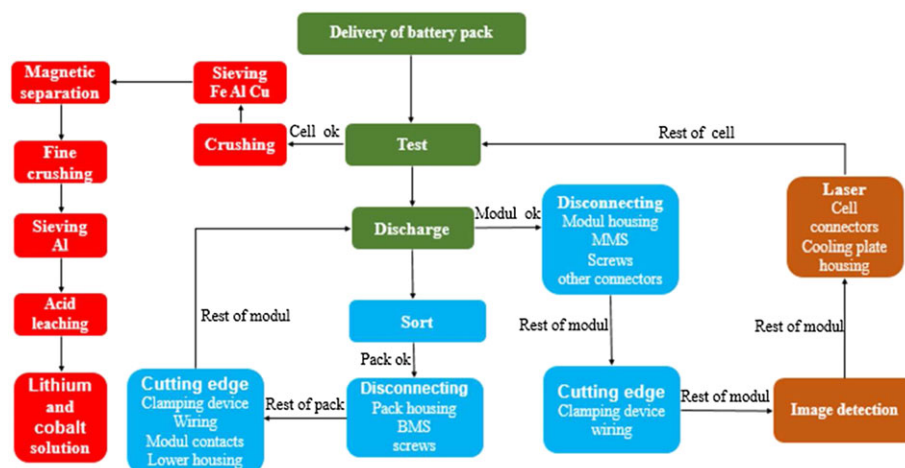 Delivery of battery pack
Magnetic
separation
Sieving
Fe Al Cu
Crushing
Cell ok
Test
Rest of cell
Fine
crushing
Sieving
Al
Acid
leaching
Lithium
and
cobalt
solution
Discharge
Modul ok
Disconnecting
Modul housing
MMS
Screws
other connectors
Laser
Cell
connectors
Cooling plate
housing
Rest of modul
Sort
Rest of modul
Rest of modul
Pack ok
Cutting edge
Clamping device
Wiring
Modul contacts
Lower housing
Rest of pack
Disconnecting
Pack housing
BMS
screws
Cutting edge
Clamping device
wiring
Rest of modul
Image detection